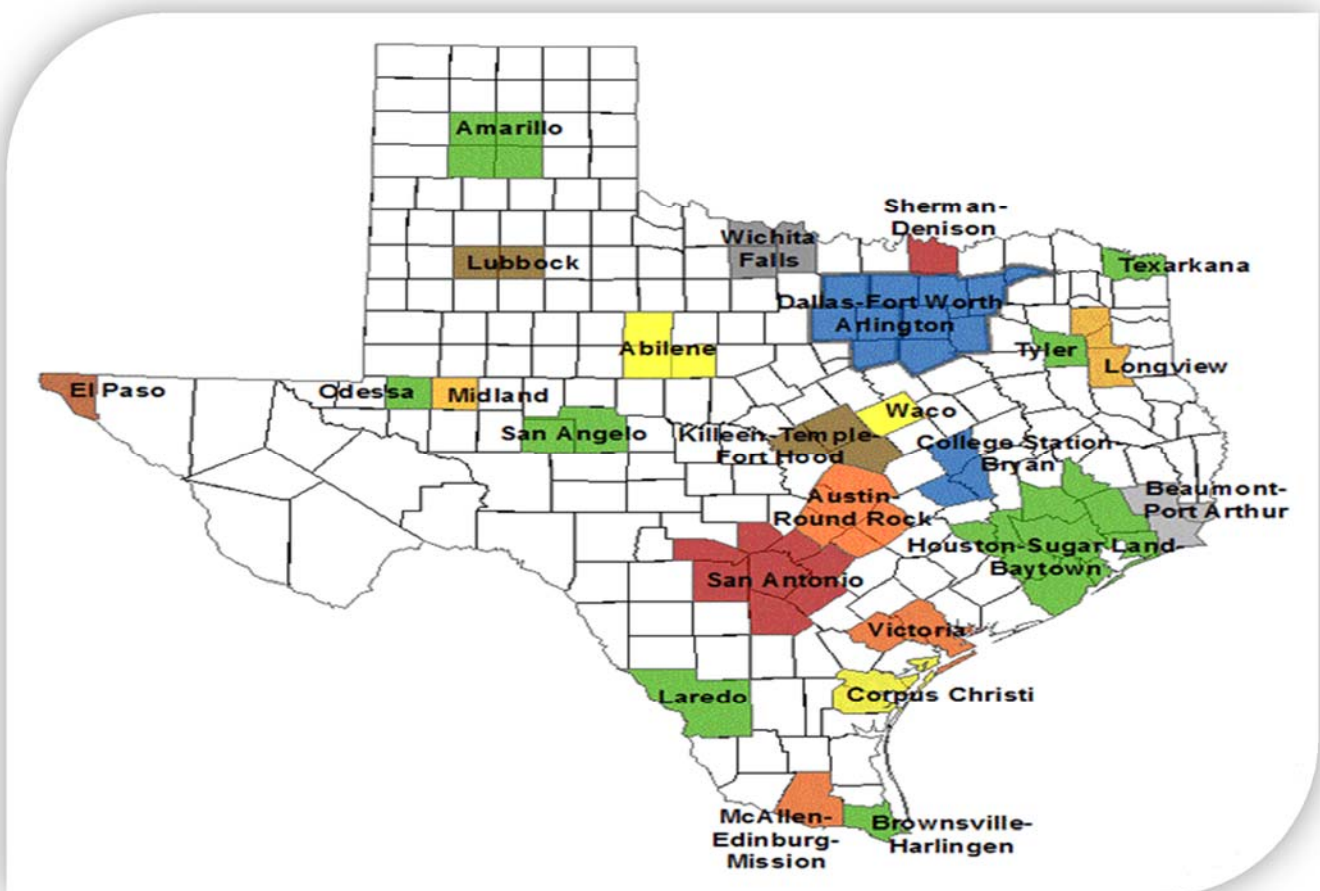 Amarillo
Sherman-
Denison
Wichita
Falls
Lubbock
Texarkana
Dallas-Fort Worth-
Arlington
Abilene
Tyler
Longview
El Paso
Odessa
Midland
Waco
San Angelo
Killeen-Temple-
Fort Hood
College Station-
Bryan
Austin-
Round Rock
Beaumont-
Port Arthur
Houston-Sugar Land-
Baytown
San Antonio
Victoria
Laredo
Corpus Christi
McAllen-
Edinburg-
Mission
Brownsville-
Harlingen